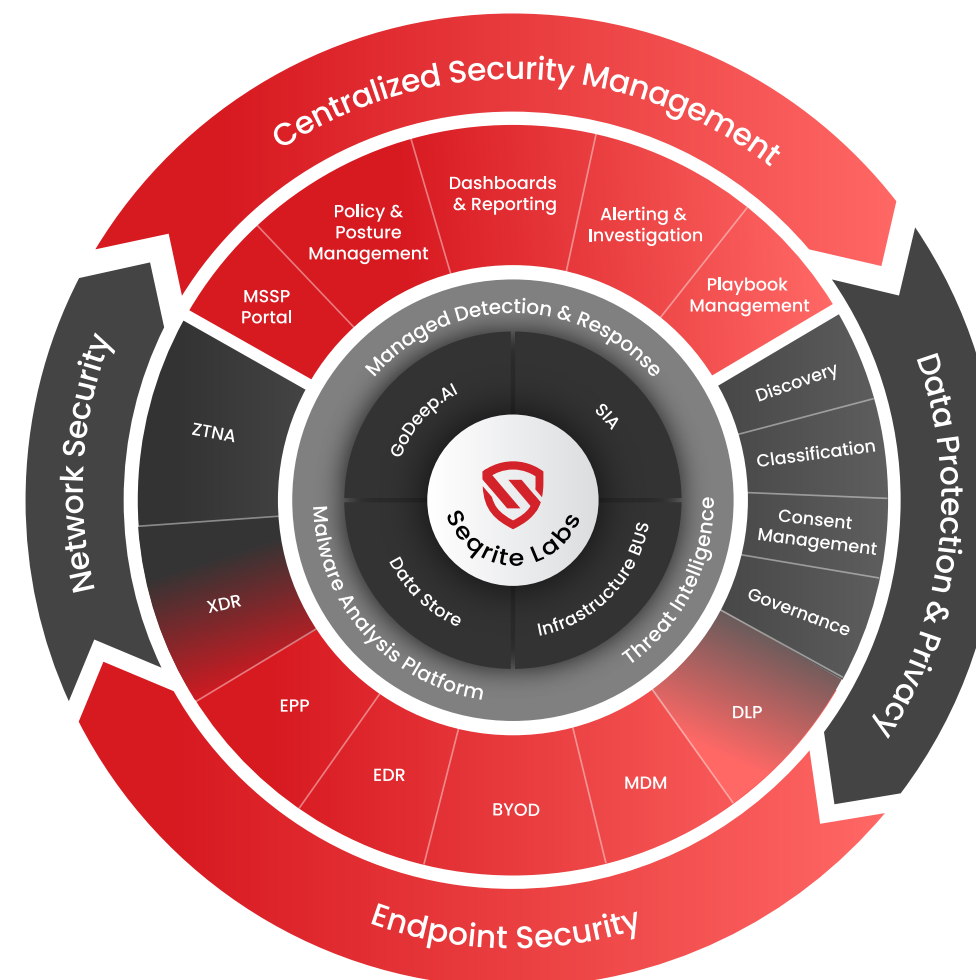 Centralized Security Management
MSSP
Portal
Policy &
Posture
Management
Dashboards
& Reporting
Alerting &
Investigation
Playbook
Management
Data Protection & Privacy
Discovery
Classification
Consent
Management
Governance
DLP
Endpoint Security
MDM
BYOD
EDR
EPP
Network Security
XDR
ZTNA
Managed Detection & Response
Threat Intelligence
Malware Analysis Platform
GoDeep.AI
SIA
Infrastructure BUS
Data Store
Seqrite Labs